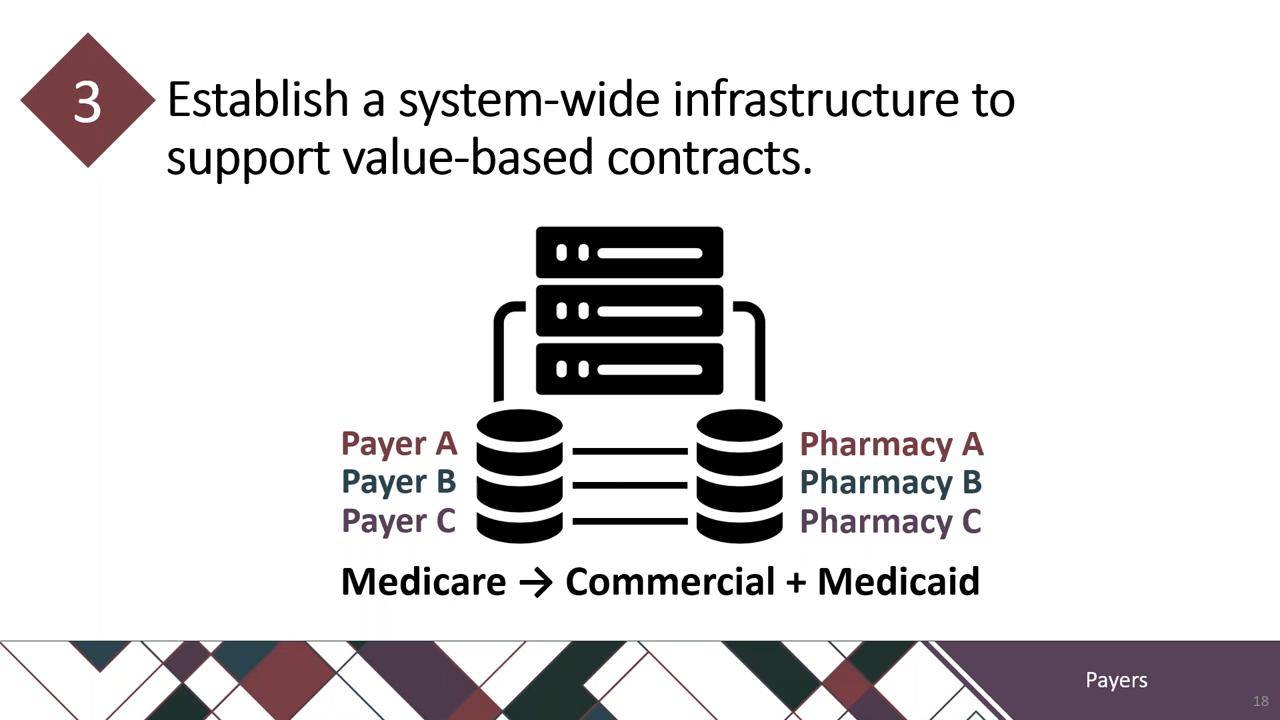 3
Establish a system-wide infrastructure to
support value-based contracts.
Payer A
Payer B
Payer C
Pharmacy A
Pharmacy B
Pharmacy C
Medicare → Commercial + Medicaid
Payers
18